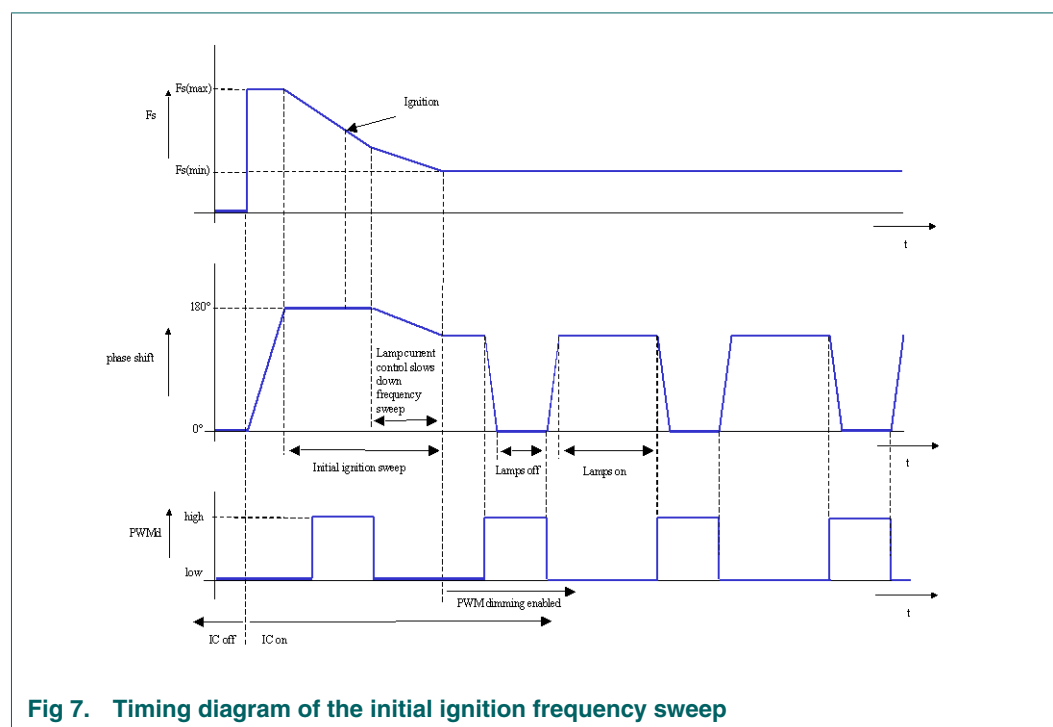 Fs(max)
Fs
Ignition
Fs(min)
t
180°
phase shift
Lamp current
control slows
down
frequency
sweep
0°
Initial ignition sweep
Lamps off
Lamps on
t
high
PWMd
low
PWM dimming enabled
t
IC off
IC on
Fig 7. Timing diagram of the initial ignition frequency sweep